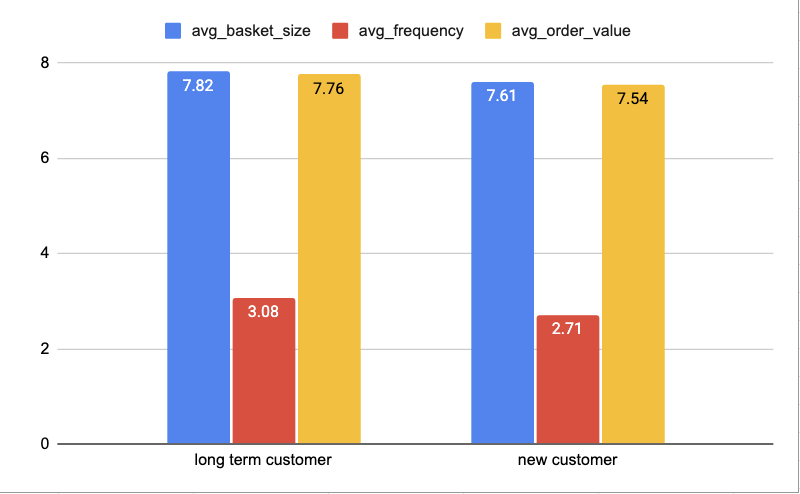 avg_basket_size avg_frequency avg_order_value
8
7.82 7.76 7.61 7.54
6
4
3.08 2.71
2
0
long term customer new customer